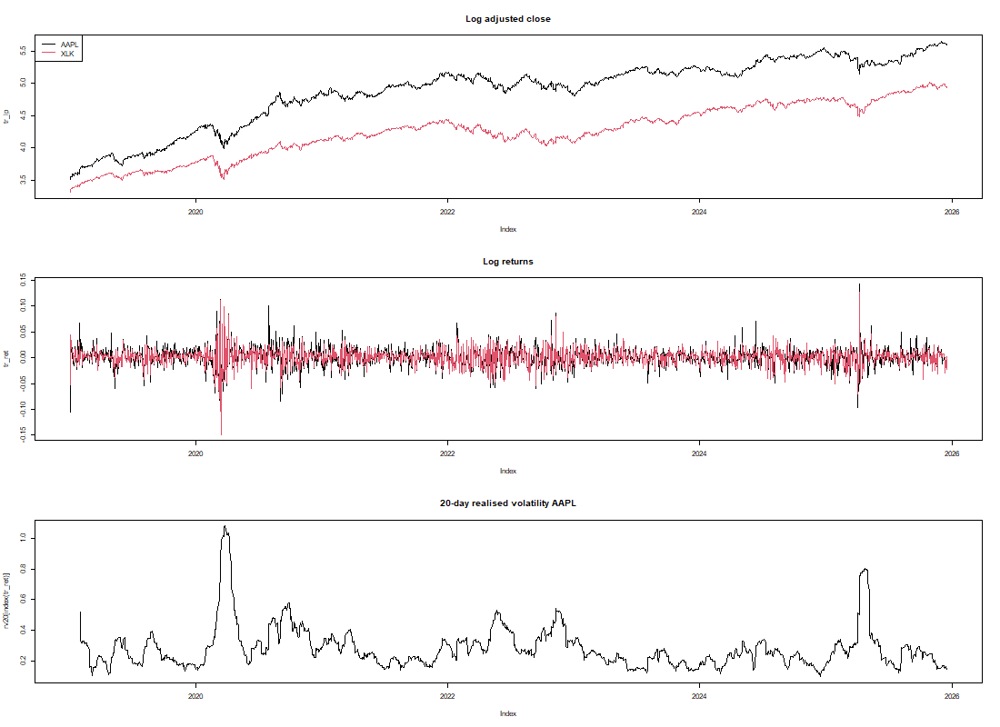 Log adjusted close
AAPL
XLK
tr_lp
5.5
5.0
4.5
4.0
3.5
2020
2022
2024
2026
Index
Log returns
tr_ret
0.15
0.10
0.05
0.00
-0.05
-0.10
-0.15
2020
2022
2024
2026
Index
20-day realised volatility AAPL
rv20[index(tr_ret)]
1.0
0.8
0.6
0.4
0.2
2020
2022
2024
2026
Index